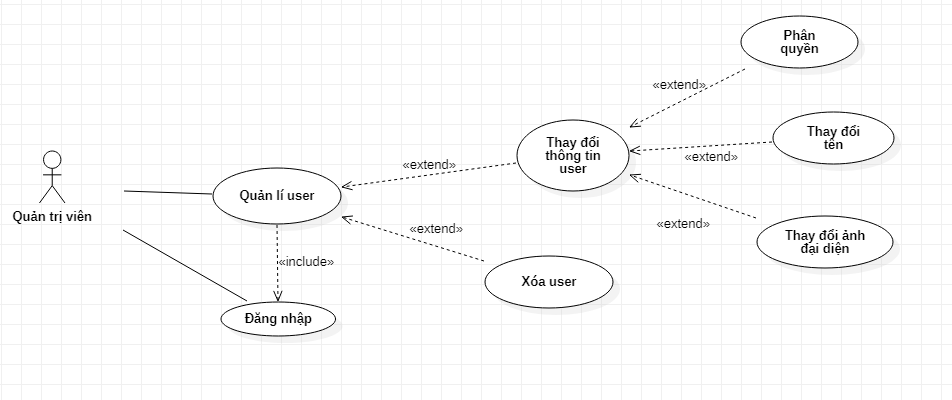 Phân
quyền
«extend»
Thay đổi
tên
Thay đổi
thông tin
user
«extend»
«extend»
Quản lí user
Quản trị viên
«extend»
«extend»
Thay đổi ảnh
đại diện
«include»
Xóa user
Đăng nhập